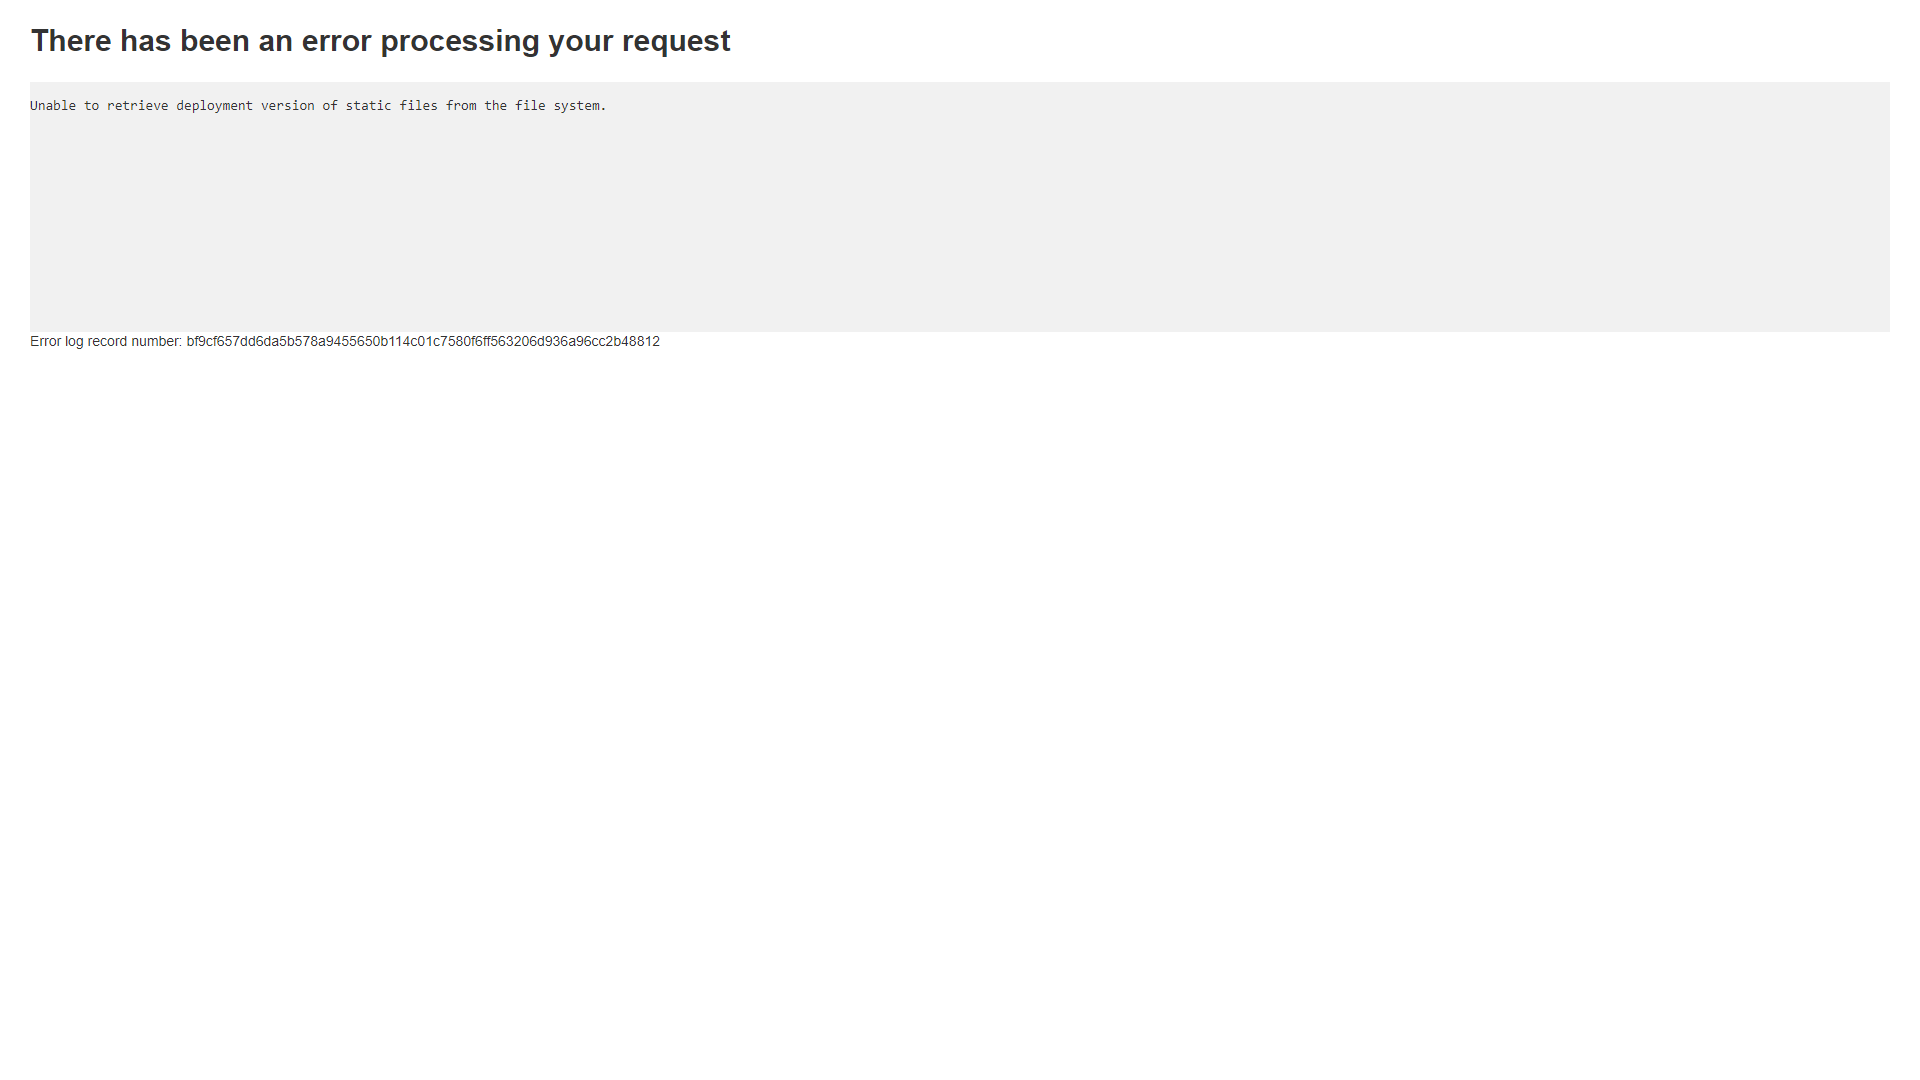 There has been an error processing your request
Unable to retrieve deployment version of static files from the file system.
Error log record number: bf9cf657dd6da5b578a9455650b114c01c7580f6ff563206d936a96cc2b48812